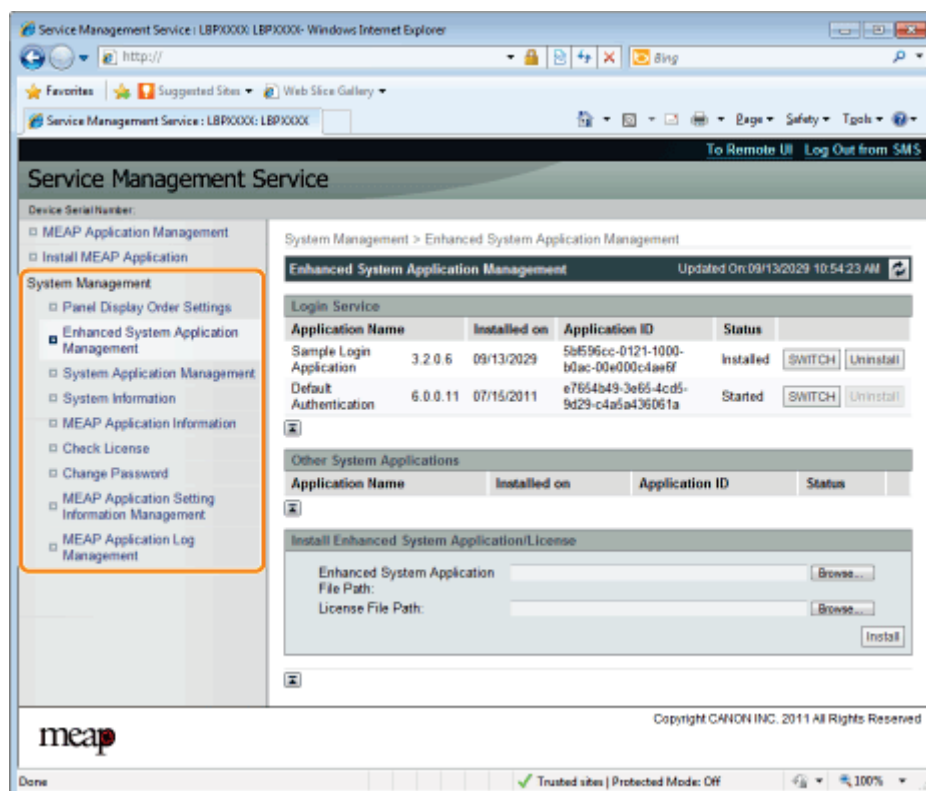 Service Management Service : LBPXXXX: LBPXXXX- Windows Internet Explorer
http://
Bing
Favorites
Suggested Sites
Web Slice Gallery
Service Management Service : LBPXXXX: LBPXXXX
Page
Safety
Tools
To Remote UI Log Out from SMS
Service Management Service
Device Serial Number:
MEAP Application Management
Install MEAP Application
System Management
Panel Display Order Settings
Enhanced System Application
Management
System Application Management
System Information
MEAP Application Information
Check License
Change Password
MEAP Application Setting
Information Management
MEAP Application Log
Management
System Management > Enhanced System Application Management
Enhanced System Application Management Updated On:09/13/2029 10:54:23 AM
Login Service
Application Name Installed on Application ID Status
Sample Login
Application 3.2.0.6 09/13/2029 5bf596cc-0121-1000-
b0ac-00e000c4ae6f Installed SWITCH Uninstall
Default
Authentication 6.0.0.11 07/15/2011 e7654b49-3e65-4cd5-
9d29-c4a5a436061a Started SWITCH Uninstall
Other System Applications
Application Name Installed on Application ID Status
Install Enhanced System Application/License
Enhanced System Application
File Path: Browse...
License File Path: Browse...
Install
Copyright CANON INC. 2011 All Rights Reserved
meap
Done
Trusted sites | Protected Mode: Off
100%